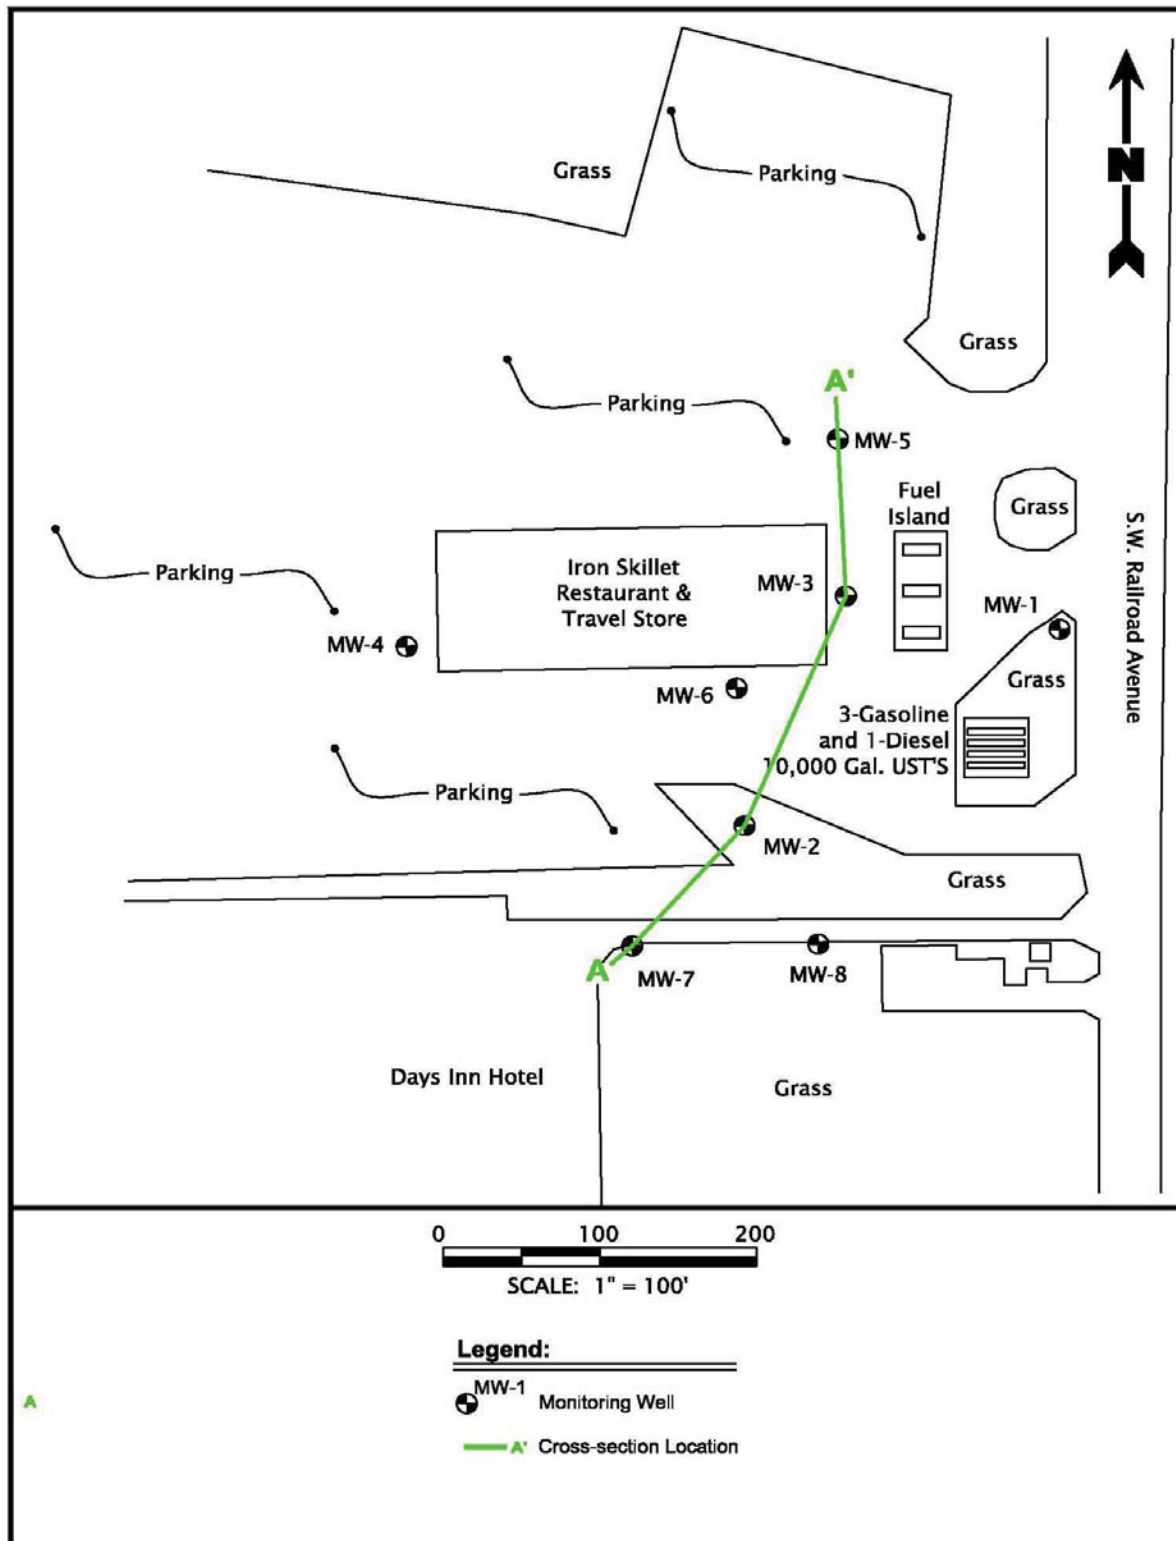 Grass
Parking
N
Grass
A'
Parking
MW-5
Fuel
Island
Grass
S.W. Railroad Avenue
Parking
Iron Skillet
Restaurant &
Travel Store
MW-3
MW-1
MW-4
MW-6
Grass
3-Gasoline
and 1-Diesel
10,000 Gal. UST'S
Parking
MW-2
Grass
A
MW-7
MW-8
Days Inn Hotel
Grass
0 100 200
SCALE: 1" = 100'
Legend:
MW-1
Monitoring Well
A
A' Cross-section Location